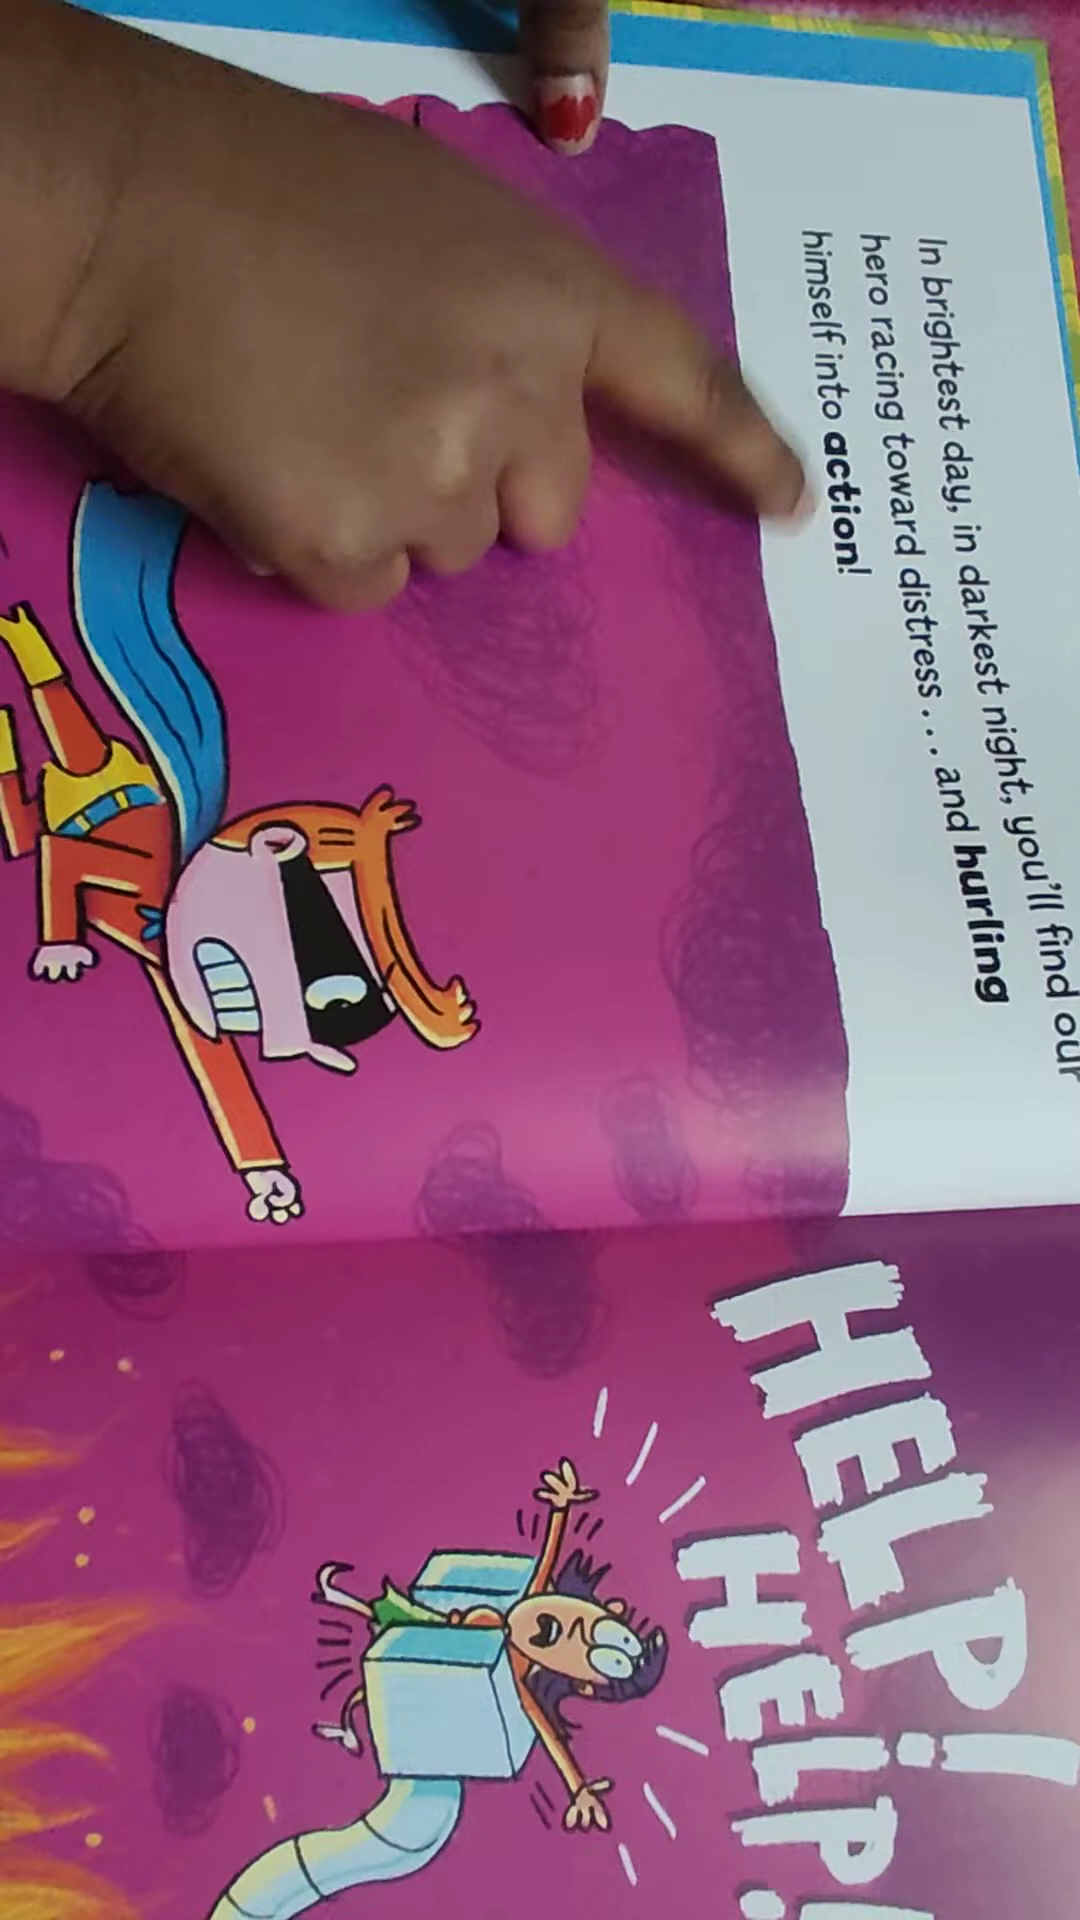 In brightest day, in darkest night, you'll find our
hero racing toward distress . . . and hurling
himself into action!
HELP!
HELP!